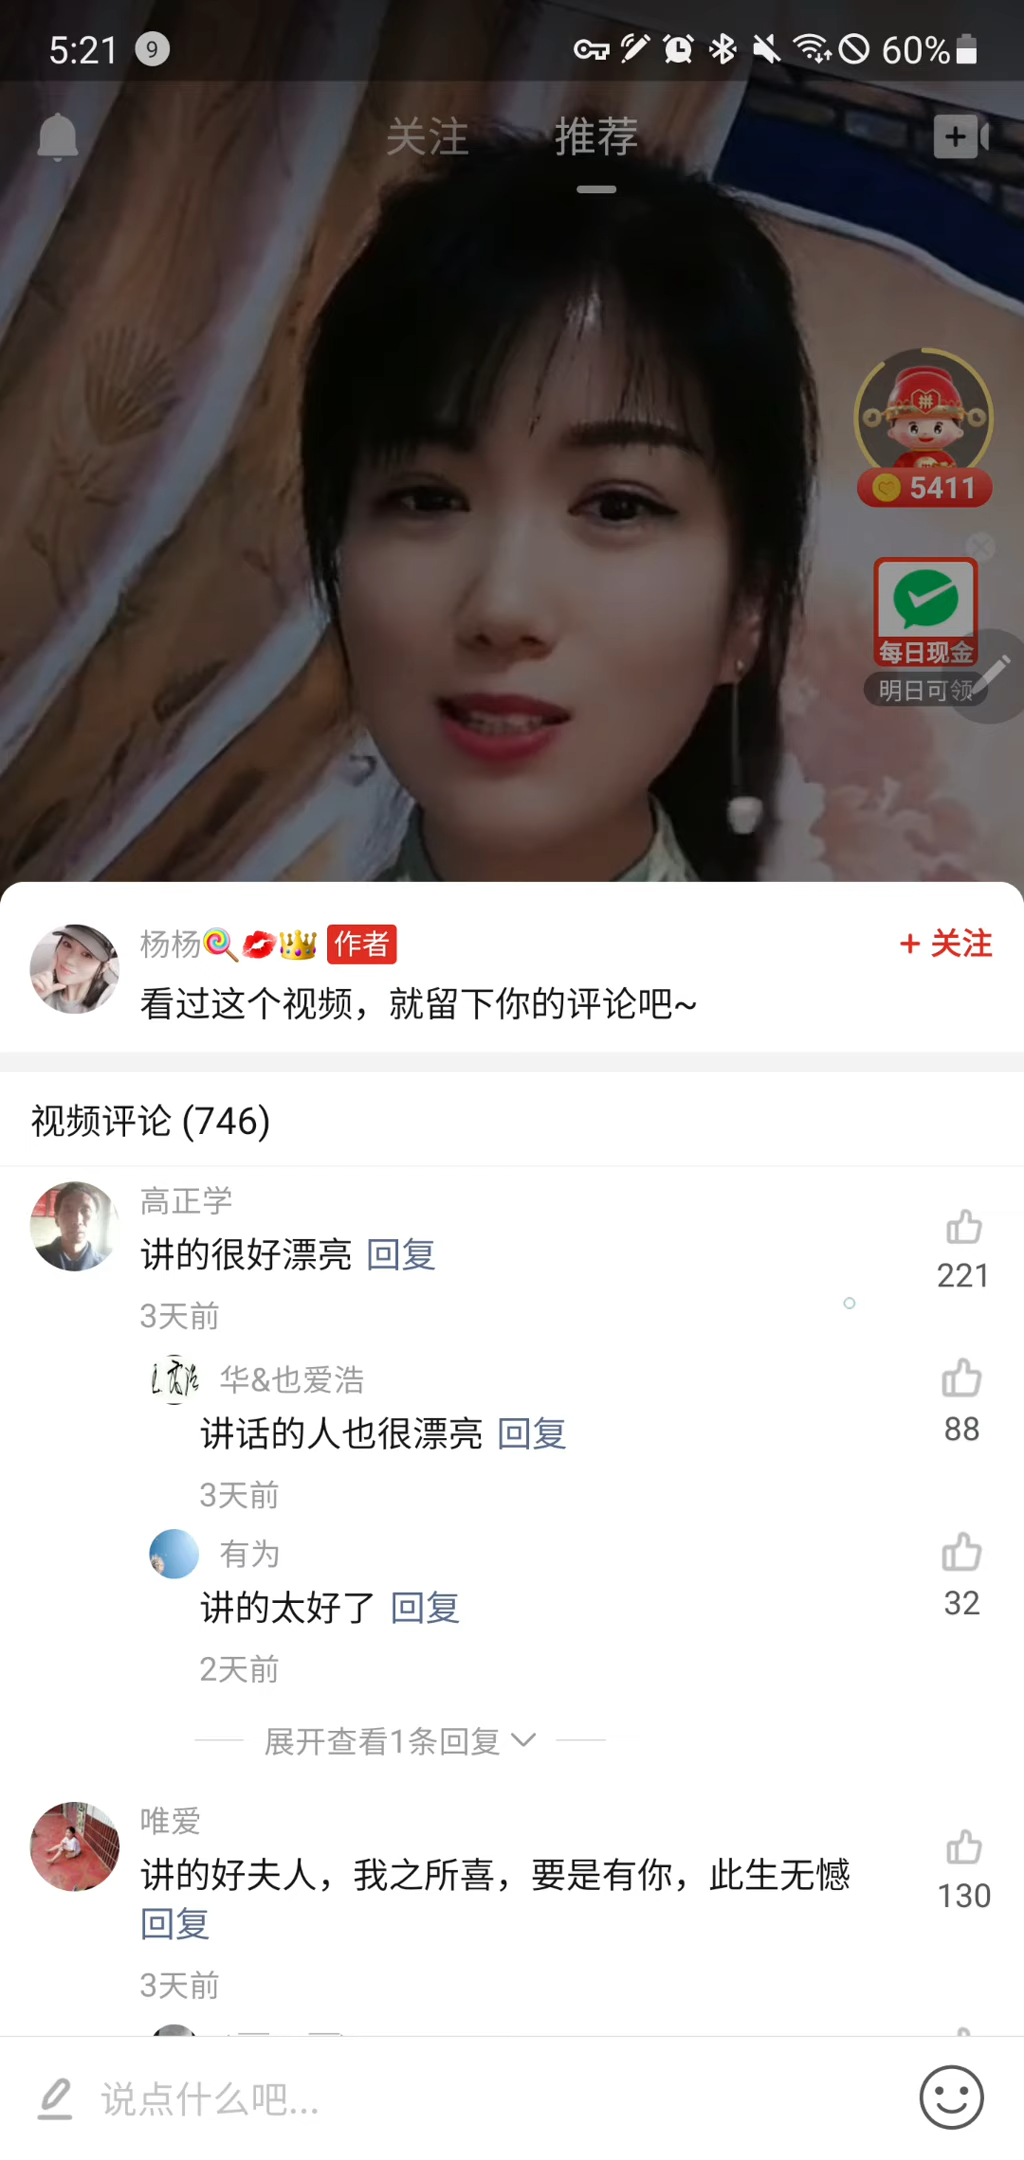 5:21 9 60%
关注 推荐
拼
5411
每日现金
明日可领
杨杨🍭💋👑 作者 + 关注
看过这个视频，就留下你的评论吧~
视频评论 (746)
高正学
讲的很好漂亮 回复
221
3天前
华&也爱浩
讲话的人也很漂亮 回复
88
3天前
有为
讲的太好了 回复
32
2天前
展开查看1条回复
唯爱
讲的好夫人，我之所喜，要是有你，此生无憾
回复
130
3天前
说点什么吧...